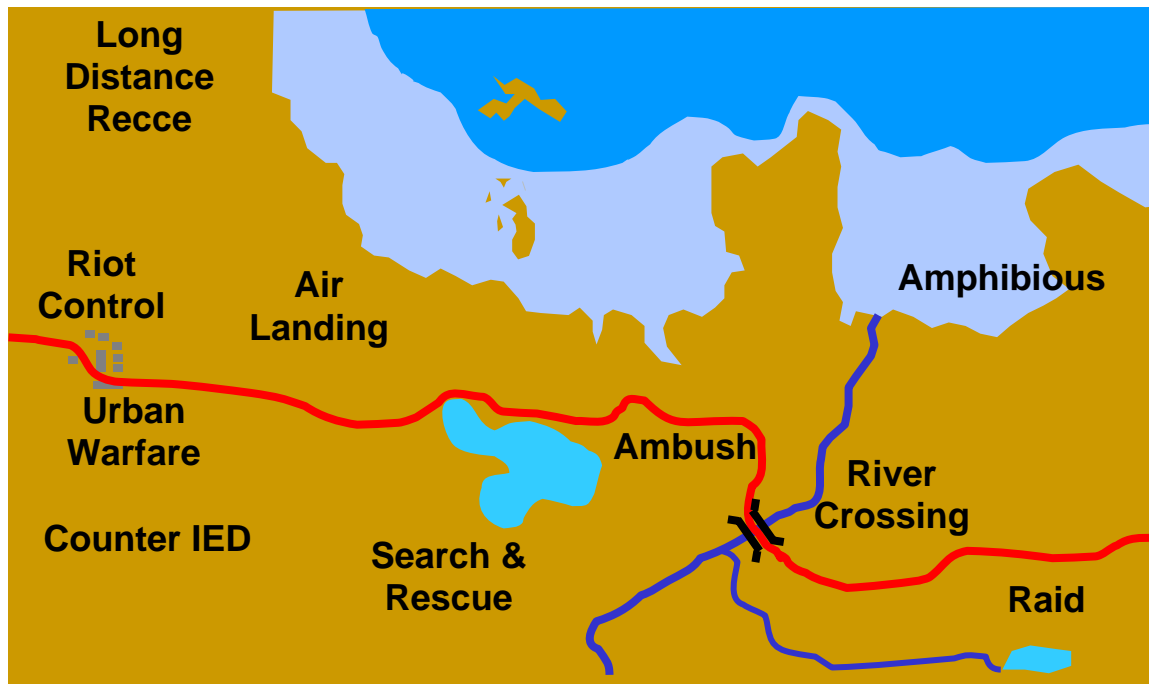 Long
Distance
Recce
Riot
Control
Air
Landing
Amphibious
Urban
Warfare
Ambush
River
Crossing
Counter IED
Search &
Rescue
Raid